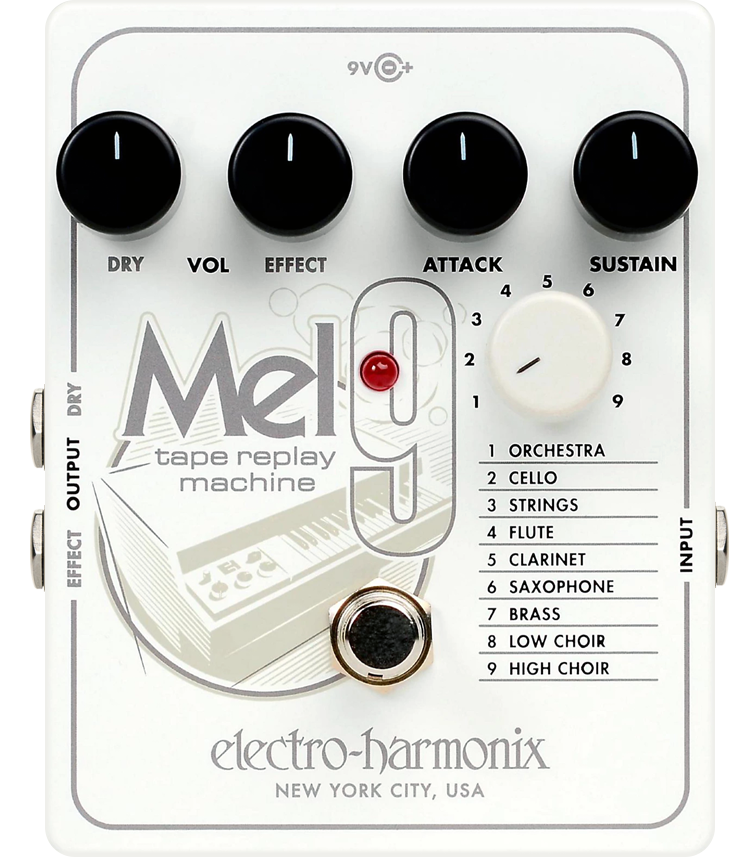 9V +
DRY VOL EFFECT ATTACK SUSTAIN
1 2 3 4 5 6 7 8 9
Mel9
tape replay
machine
DRY
OUTPUT
EFFECT
INPUT
1 ORCHESTRA
2 CELLO
3 STRINGS
4 FLUTE
5 CLARINET
6 SAXOPHONE
7 BRASS
8 LOW CHOIR
9 HIGH CHOIR
electro-harmonix
NEW YORK CITY, USA